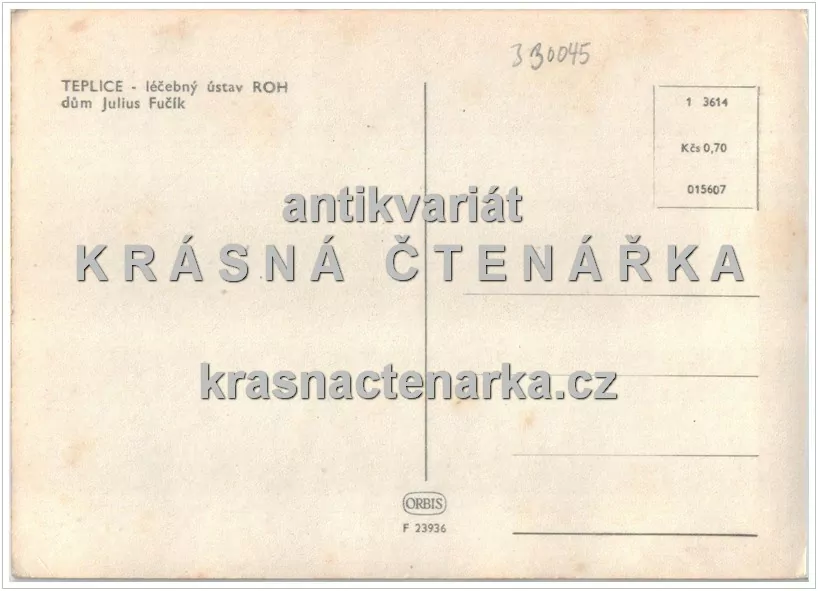 330045
TEPLICE - léčebný ústav ROH
dům Julius Fučík
1 3614
Kčs 0,70
015607
antikvariát
KRÁSNÁ ČTENÁŘKA
krasnactenarka.cz
ORBIS
F 23936